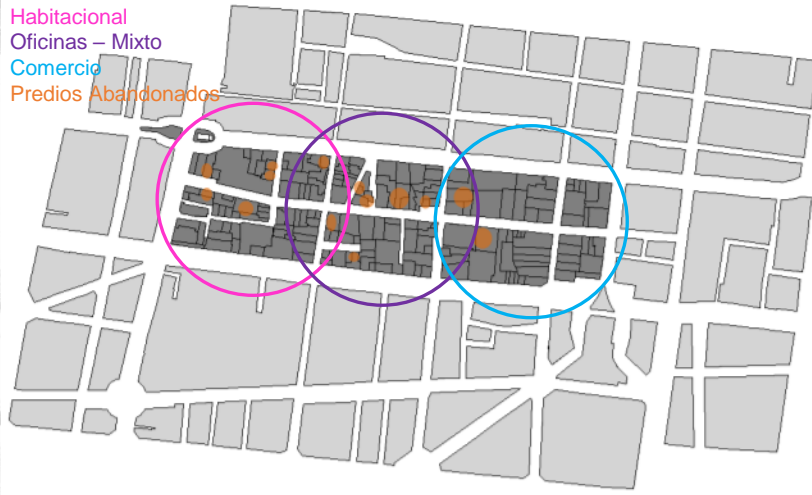 Habitacional
Oficinas – Mixto
Comercio
Predios Abandonados